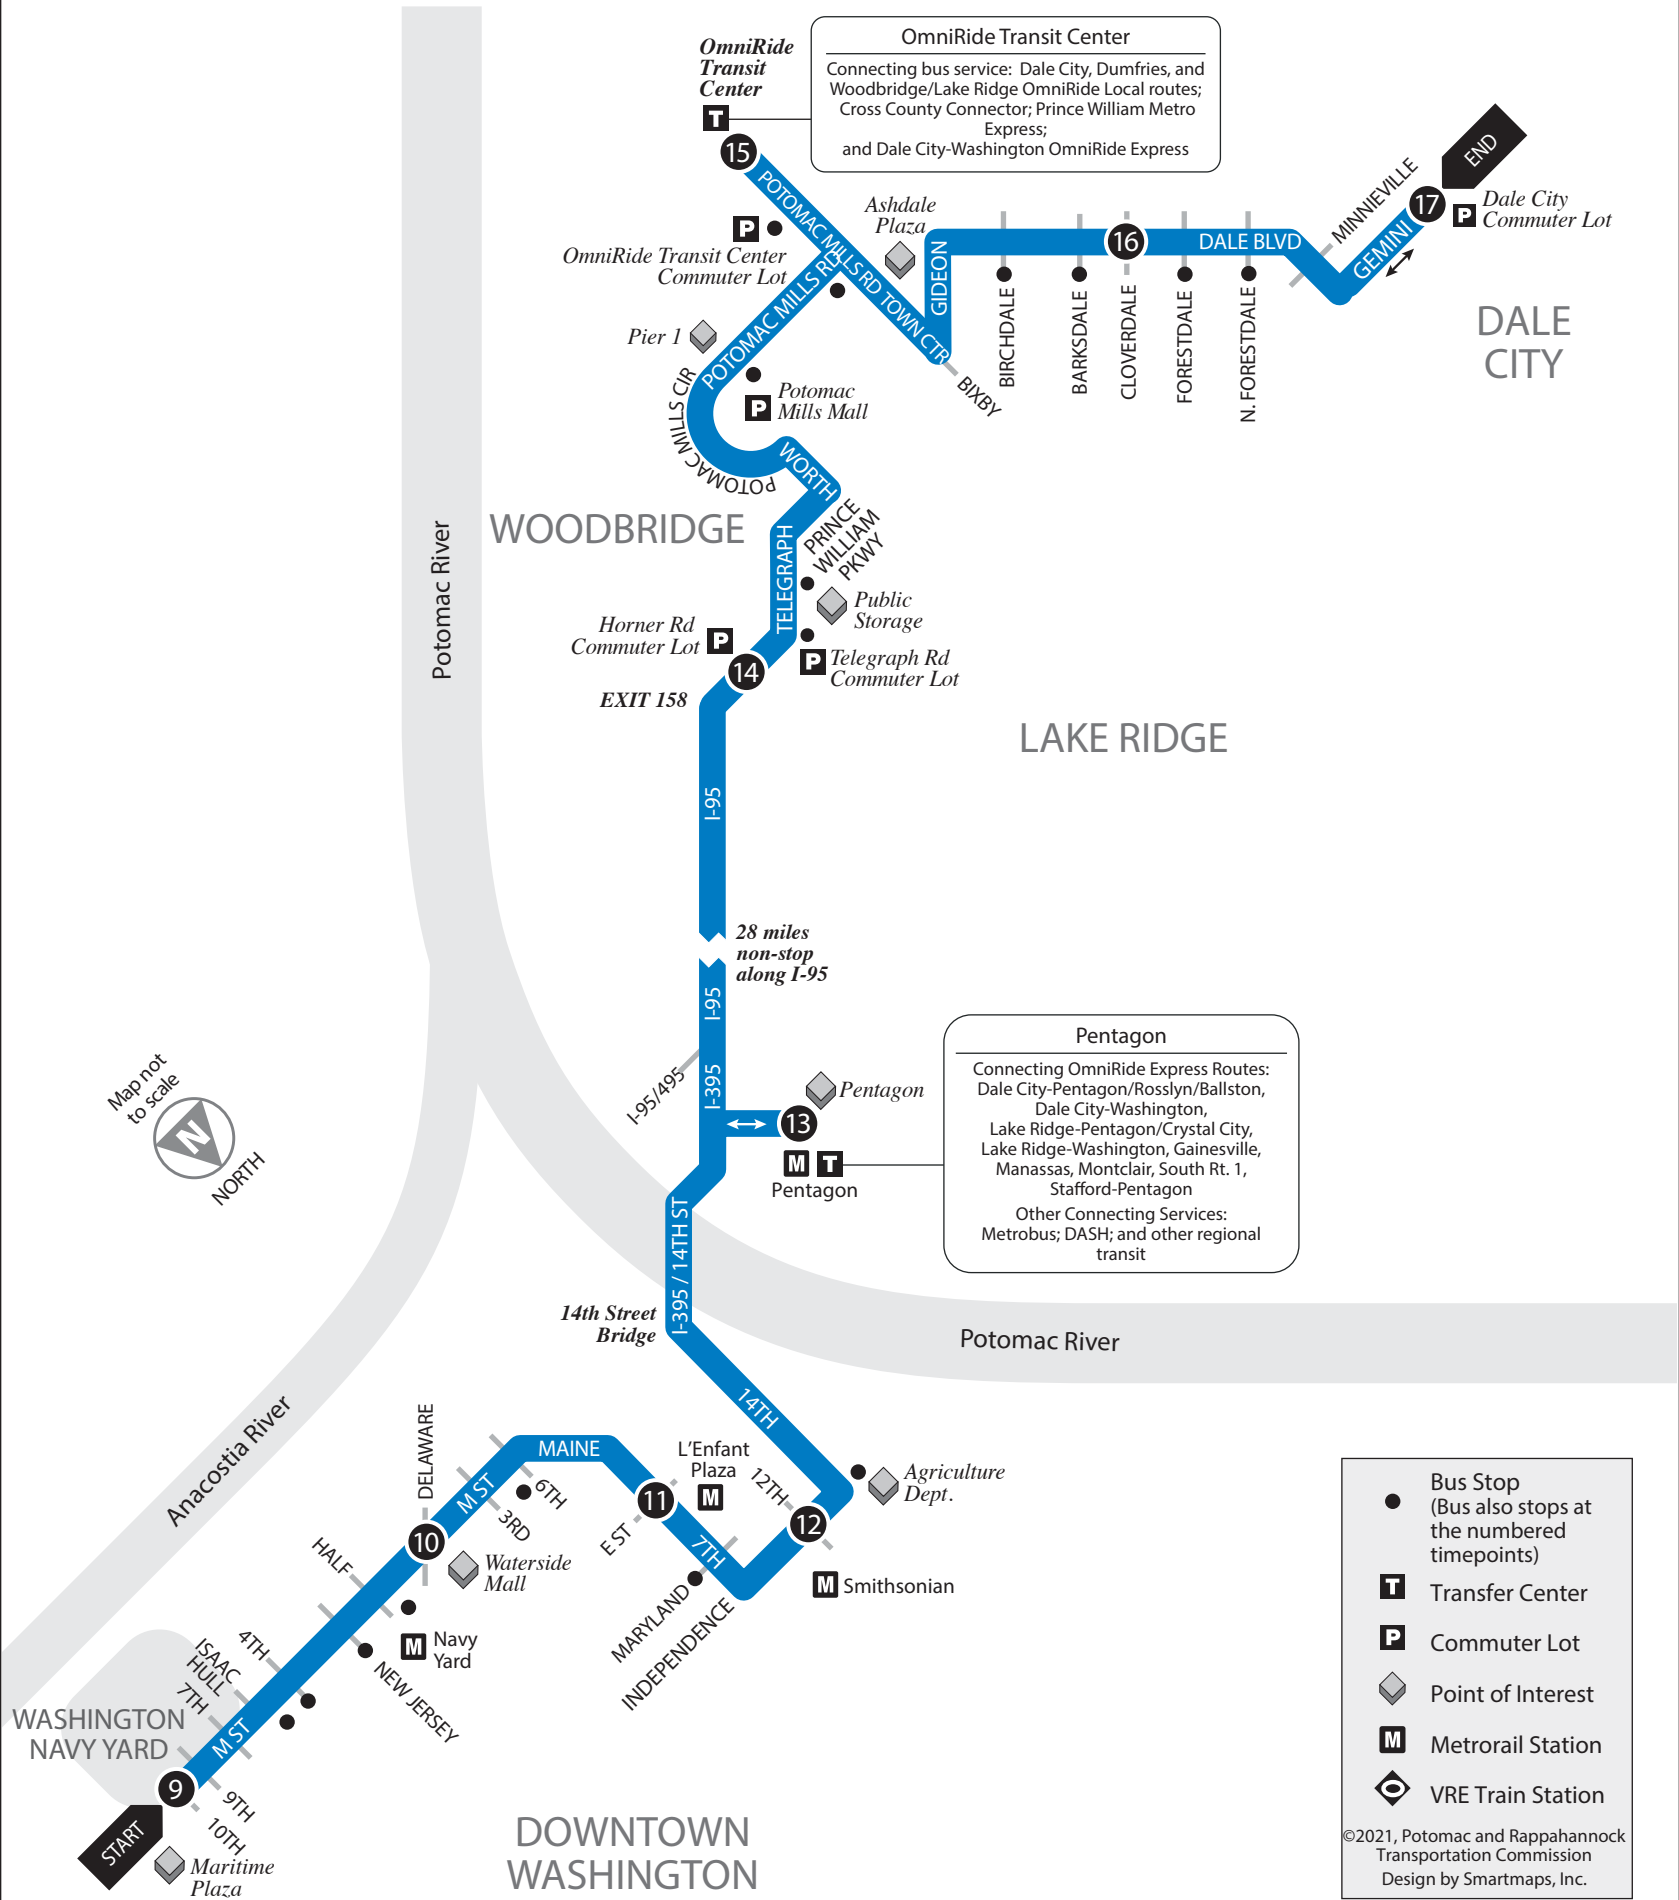 OmniRide
Transit
Center
T
OmniRide Transit Center
Connecting bus service: Dale City, Dumfries, and
Woodbridge/Lake Ridge OmniRide Local routes;
Cross County Connector; Prince William Metro
Express;
and Dale City-Washington OmniRide Express
15
POTOMAC MILLS RD
TOWN CTR
P
OmniRide Transit Center
Commuter Lot
Ashdale
Plaza
GIDEON
BIXBY
16
DALE BLVD
BIRCHDALE
BARKSDALE
CLOVERDALE
FORESTDALE
N. FORESTDALE
MINNIEVILLE
GEMINI
17
END
P
Dale City
Commuter Lot
DALE
CITY
POTOMAC MILLS RD
Pier 1
POTOMAC MILLS CIR
P
Potomac
Mills Mall
WORTH
PRINCE
WILLIAM
PKWY
WOODBRIDGE
Potomac River
TELEGRAPH
Public
Storage
Horner Rd
Commuter Lot
P
14
P
Telegraph Rd
Commuter Lot
EXIT 158
LAKE RIDGE
I-95
28 miles
non-stop
along I-95
I-95
I-95/495
I-395
Pentagon
13
M
T
Pentagon
Pentagon
Connecting OmniRide Express Routes:
Dale City-Pentagon/Rosslyn/Ballston,
Dale City-Washington,
Lake Ridge-Pentagon/Crystal City,
Lake Ridge-Washington, Gainesville,
Manassas, Montclair, South Rt. 1,
Stafford-Pentagon
Other Connecting Services:
Metrobus; DASH; and other regional
transit
Map not
to scale
N
NORTH
I-395 / 14TH ST
14th Street
Bridge
Potomac River
Anacostia River
14TH
Agriculture
Dept.
12TH
12
M
Smithsonian
L'Enfant
Plaza
M
MAINE
11
E ST
7TH
MARYLAND
INDEPENDENCE
DELAWARE
M ST
6TH
3RD
10
Waterside
Mall
HALF
M
Navy
Yard
NEW JERSEY
4TH
ISAAC
HULL
7TH
M ST
WASHINGTON
NAVY YARD
9
9TH
10TH
START
Maritime
Plaza
DOWNTOWN
WASHINGTON
Bus Stop
(Bus also stops at
the numbered
timepoints)
T
Transfer Center
P
Commuter Lot
Point of Interest
M
Metrorail Station
VRE Train Station
©2021, Potomac and Rappahannock
Transportation Commission
Design by Smartmaps, Inc.